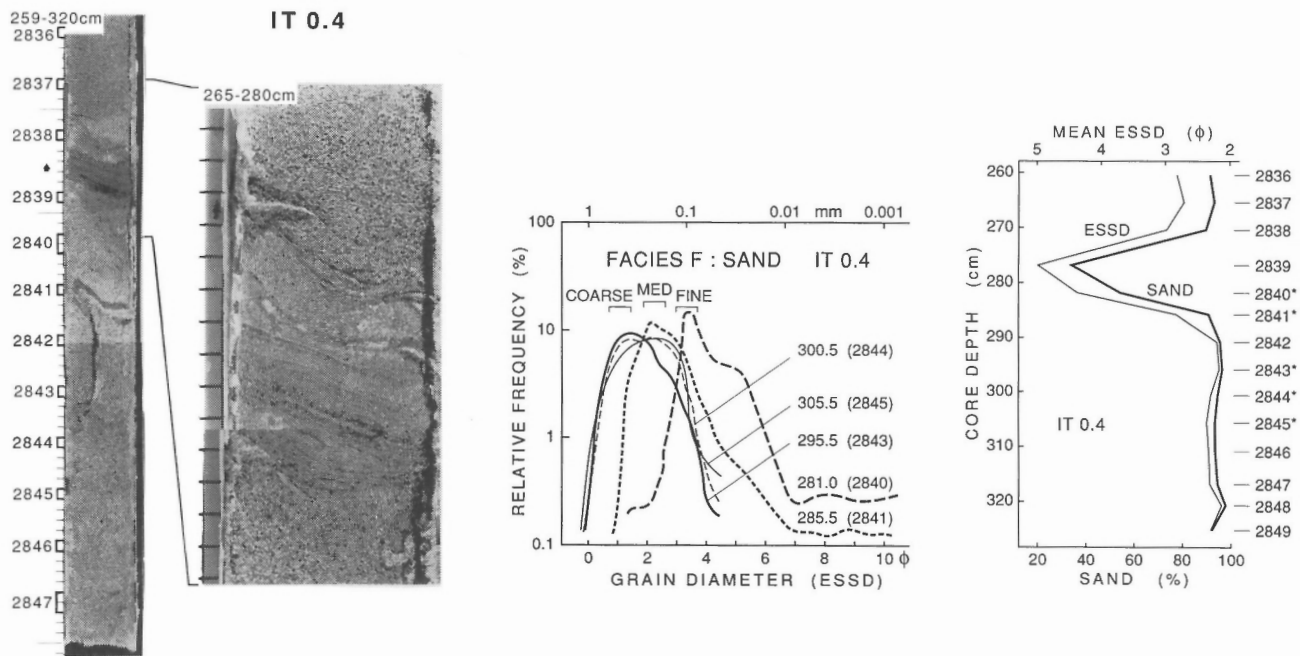 IT 0.4
259-320cm
2836
2837
2838
2839
2840
2841
2842
2843
2844
2845
2846
2847
265-280cm
1 0.1 0.01 mm 0.001
100
10
1
0.1
RELATIVE FREQUENCY (%)
FACIES F : SAND IT 0.4
COARSE MED FINE
300.5 (2844)
305.5 (2845)
295.5 (2843)
281.0 (2840)
285.5 (2841)
0 2 4 6 8 10 ϕ
GRAIN DIAMETER (ESSD)
MEAN ESSD (ϕ)
5 4 3 2
260
270
280
290
300
310
320
CORE DEPTH (cm)
ESSD
SAND
IT 0.4
2836
2837
2838
2839
2840*
2841*
2842
2843*
2844*
2845*
2846
2847
2848
2849
20 40 60 80 100
SAND (%)